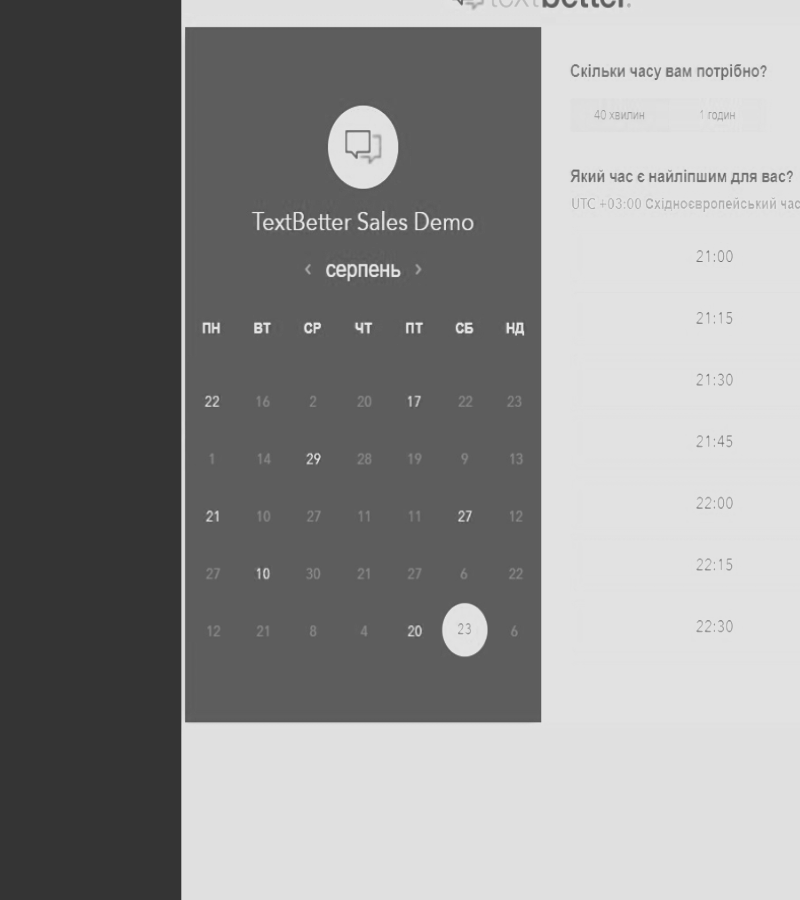 textbetter.
TextBetter Sales Demo
‹ серпень ›
ПН ВТ СР ЧТ ПТ СБ НД
22 16 2 20 17 22 23
1 14 29 28 19 9 13
21 10 27 11 11 27 12
27 10 30 21 27 6 22
12 21 8 4 20 23 6
Скільки часу вам потрібно?
40 хвилин 1 годин
Який час є найліпшим для вас?
UTC +03:00 Східноєвропейський час
21:00
21:15
21:30
21:45
22:00
22:15
22:30